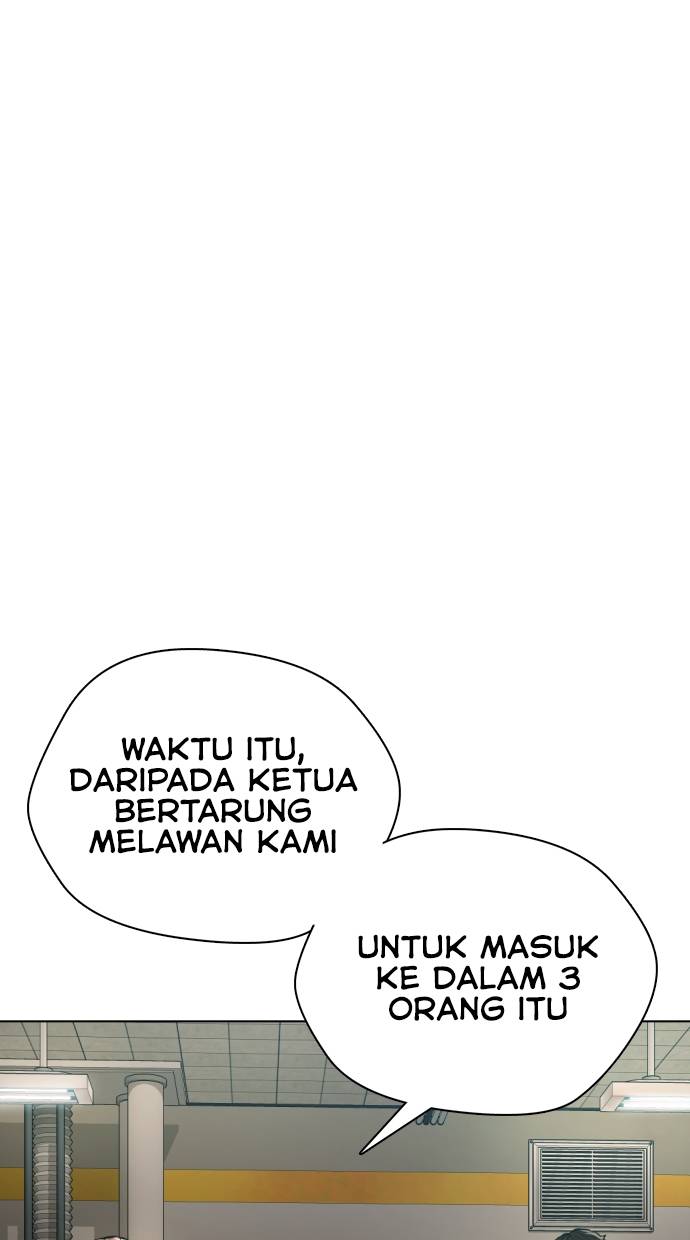 WAKTU ITU,
DARIPADA KETUA
BERTARUNG
MELAWAN KAMI
UNTUK MASUK
KE DALAM 3
ORANG ITU